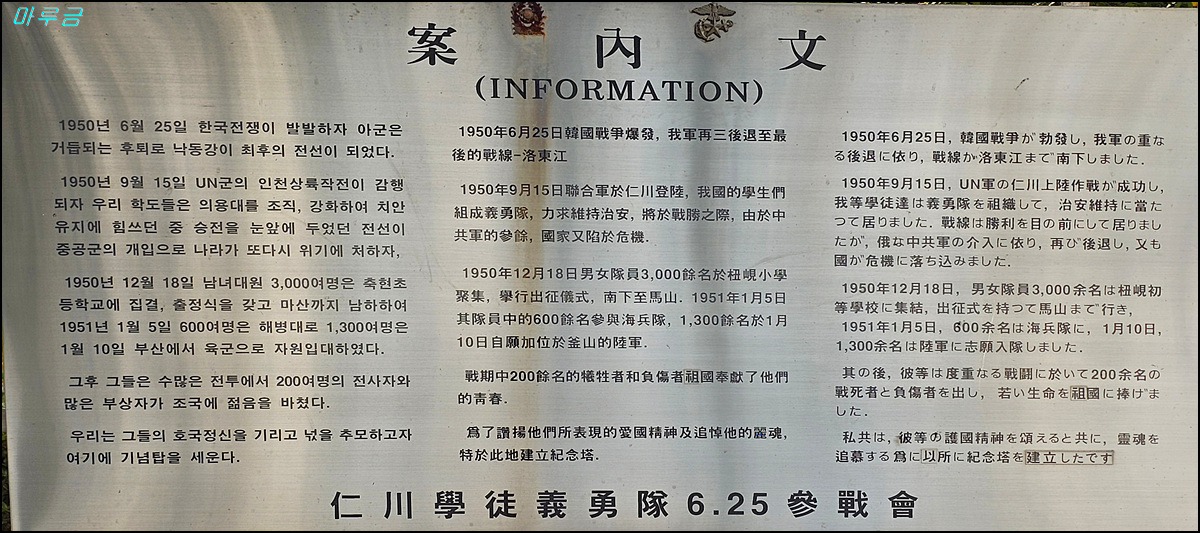 마루금
案 內 文
(INFORMATION)
1950년 6월 25일 한국전쟁이 발발하자 아군은
거듭되는 후퇴로 낙동강이 최후의 전선이 되었다.
1950년 9월 15일 UN군의 인천상륙작전이 감행
되자 우리 학도들은 의용대를 조직, 강화하여 치안
유지에 힘쓰던 중 승전을 눈앞에 두었던 전선이
중공군의 개입으로 나라가 또다시 위기에 처하자,
1950년 12월 18일 남녀대원 3,000여명은 축현초
등학교에 집결, 출정식을 갖고 마산까지 남하하여
1951년 1월 5일 600여명은 해병대로 1,300여명은
1월 10일 부산에서 육군으로 자원입대하였다.
그후 그들은 수많은 전투에서 200여명의 전사자와
많은 부상자가 조국에 젊음을 바쳤다.
우리는 그들의 호국정신을 기리고 넋을 추모하고자
여기에 기념탑을 세운다.
1950年6月25日韓國戰爭爆發, 我軍再三後退至最
後的戰線-洛東江
1950年9月15日聯合軍於仁川登陸, 我國的學生們
組成義勇隊, 力求維持治安, 將於戰勝之際, 由於中
共軍的參餘, 國家又陷於危機.
1950年12月18日男女隊員3,000餘名於杻峴小學
聚集, 舉行出征儀式, 南下至馬山. 1951年1月5日
其隊員中的600餘名參與海兵隊, 1,300餘名於1月
10日自願加位於釜山的陸軍.
戰期中200餘名的犧牲者和負傷者祖國奉獻了他們
的靑春.
爲了讚揚他們所表現的愛國精神及追悼他的麗魂,
特於此地建立紀念塔.
1950年6月25日, 韓國戰爭が勃發し, 我軍の重な
る後退に依り, 戰線か洛東江まで南下しました.
1950年9月15日, UN軍の仁川上陸作戰が成功し,
我等學徒達は義勇隊を祖織して, 治安維持に當た
つて居りました. 戰線は勝利を目の前にして居りまし
たが, 俄な中共軍の介入に依り, 再び後退し, 又も
國が危機に落ち込みました.
1950年12月18日, 男女隊員3,000余名は杻峴初
等學校に集結, 出征式を持つて馬山まで行き,
1951年1月5日, 600余名は海兵隊に, 1月10日,
1,300余名は陸軍に志願入隊しました.
其の後, 彼等は度重なる戰鬪に於いて200余名の
戰死者と負傷者を出し, 若い生命を祖國に捧げま
した.
私共は, 彼等の護國精神を頌えると共に, 靈魂を
追慕する爲に以所に紀念塔を建立したです
仁川學徒義勇隊 6.25 參戰會